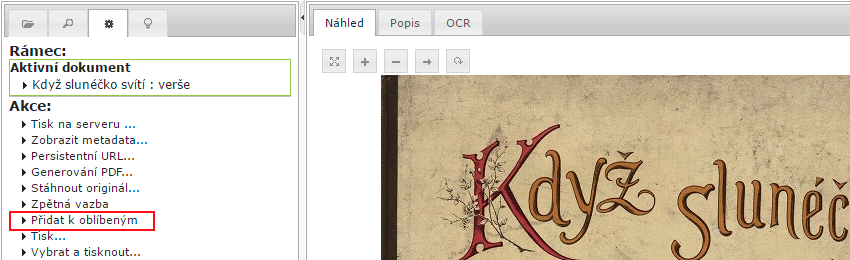 Rámec:
Aktivní dokument
Když slunéčko svítí : verše
Akce:
Tisk na serveru ...
Zobrazit metadata...
Persistentní URL...
Generování PDF...
Stáhnout originál...
Zpětná vazba
Přidat k oblíbeným
Tisk...
Vybrat a tisknout...
Náhled Popis OCR
Když slunéč